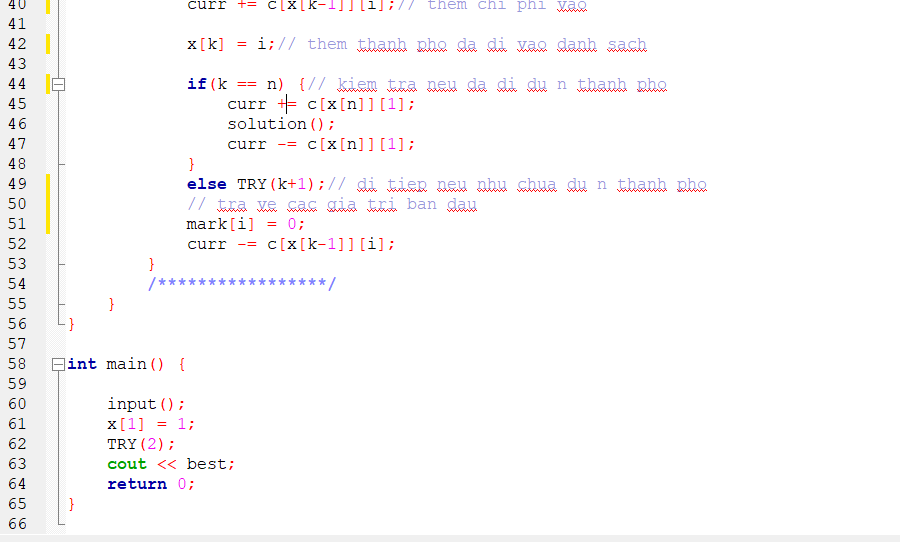 40 curr += c[x[k-1]][i];// them chi phi vao
41
42 x[k] = i;// them thanh pho da di vao danh sach
43
44 if(k == n) {// kiem tra neu da di du n thanh pho
45 curr += c[x[n]][1];
46 solution();
47 curr -= c[x[n]][1];
48 }
49 else TRY(k+1);// di tiep neu nhu chua du n thanh pho
50 // tra ve cac gia tri ban dau
51 mark[i] = 0;
52 curr -= c[x[k-1]][i];
53 }
54 /*****************/
55 }
56 }
57
58 int main() {
59
60 input();
61 x[1] = 1;
62 TRY(2);
63 cout << best;
64 return 0;
65 }
66